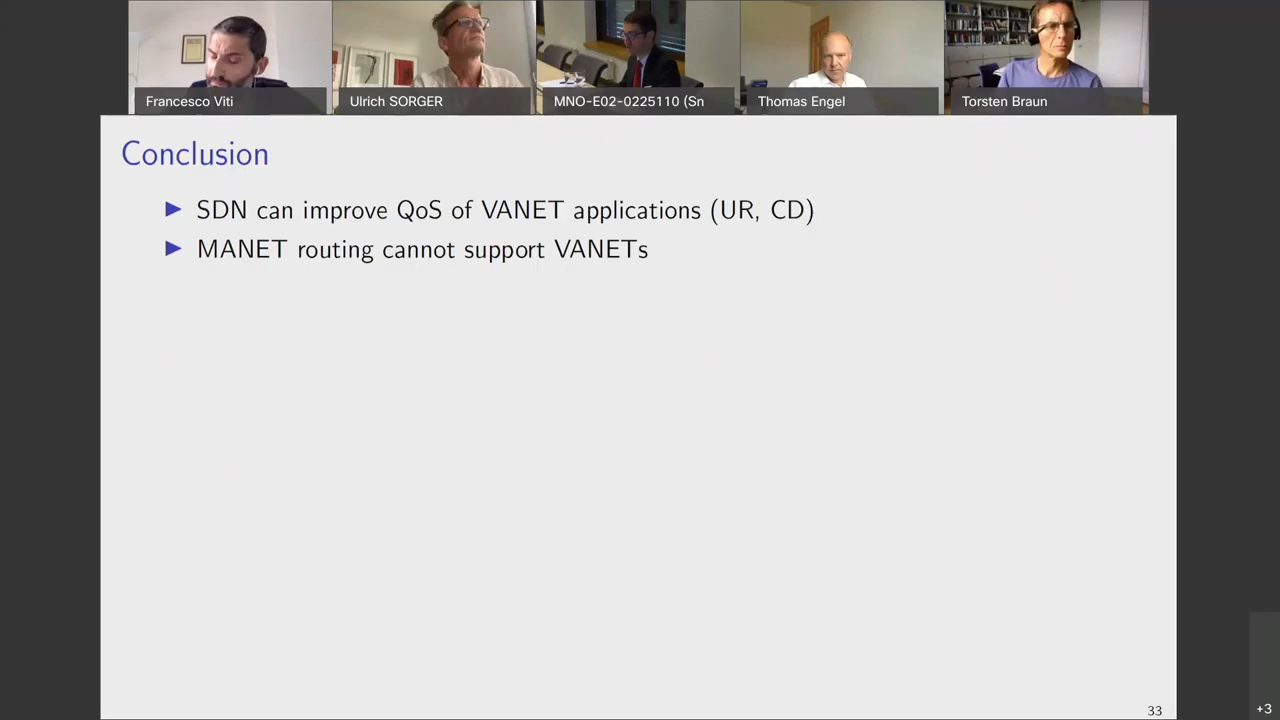 Francesco Viti
Ulrich SORGER
MNO-E02-0225110 (Sn
Thomas Engel
Torsten Braun
Conclusion
▶ SDN can improve QoS of VANET applications (UR, CD)
▶ MANET routing cannot support VANETs
33
+3